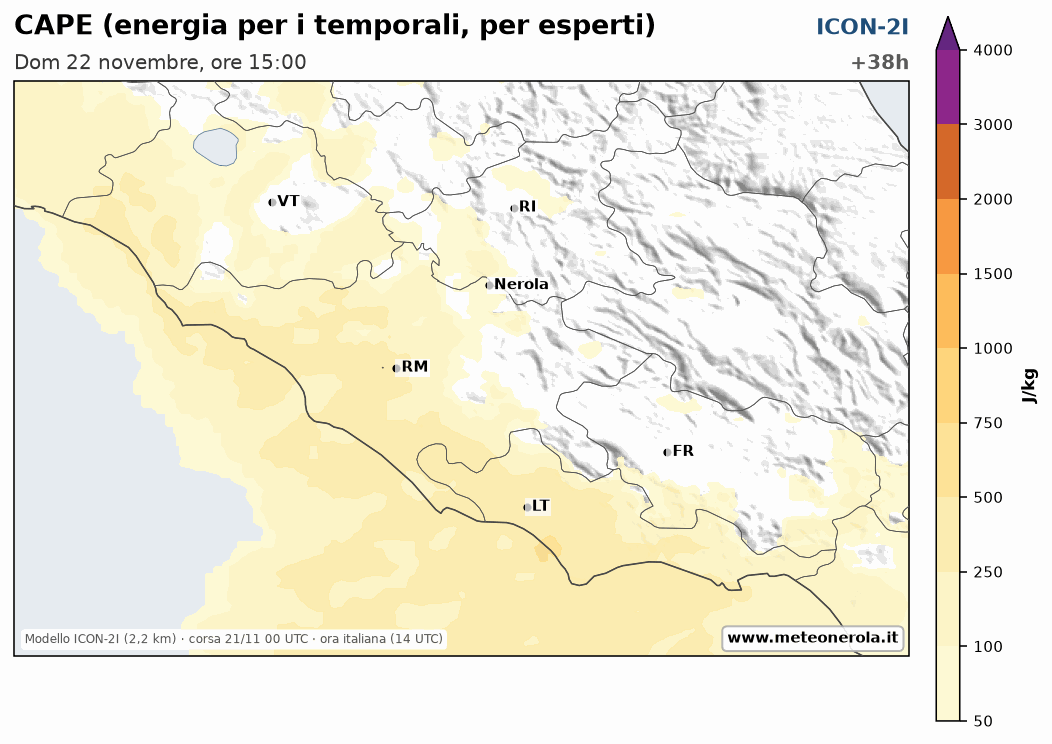 CAPE (energia per i temporali, per esperti)
ICON-2I
Dom 22 novembre, ore 15:00
+38h
VT
RI
Nerola
RM
FR
LT
Modello ICON-2I (2,2 km) · corsa 21/11 00 UTC · ora italiana (14 UTC)
www.meteonerola.it
4000
3000
2000
1500
1000
750
500
250
100
50
J/kg